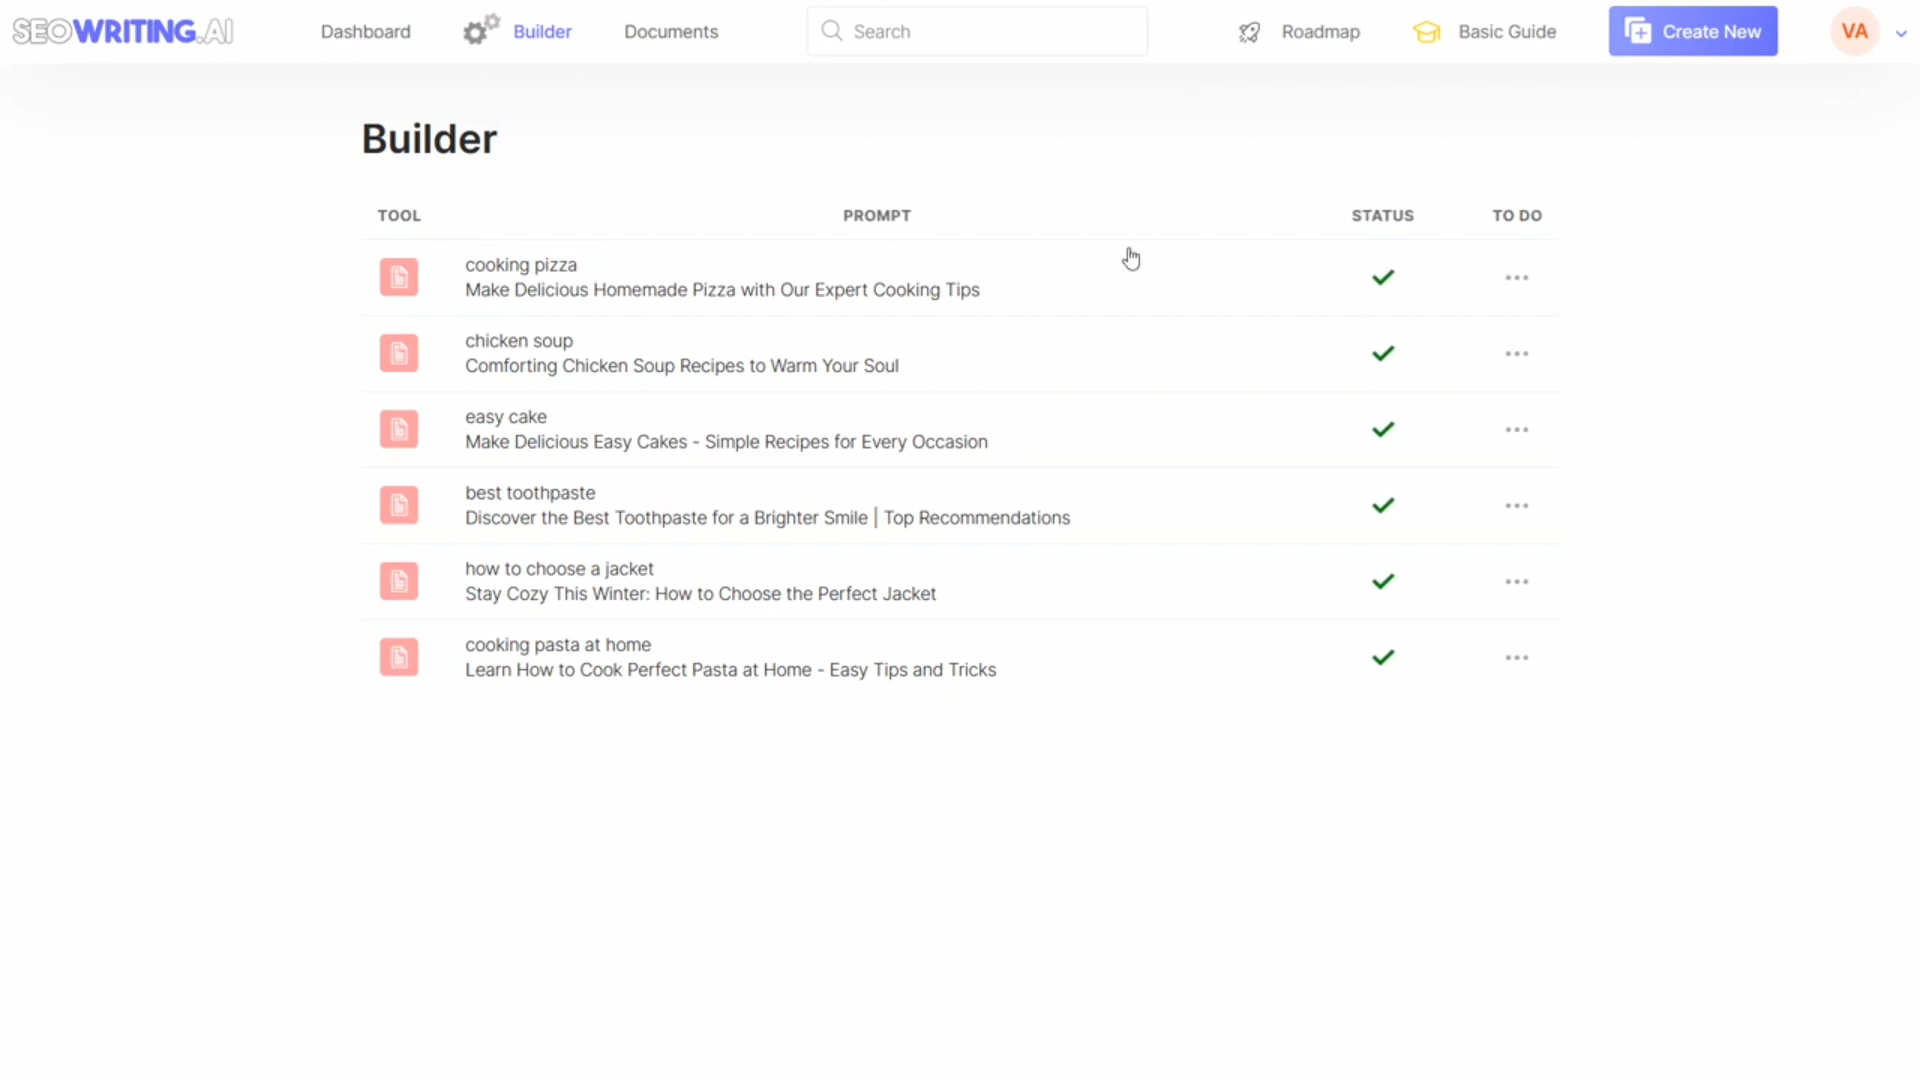 SEOWRITING.AI
Dashboard
Builder
Documents
Search
Roadmap
Basic Guide
Create New
VA
Builder
TOOL PROMPT STATUS TO DO
cooking pizza
Make Delicious Homemade Pizza with Our Expert Cooking Tips
chicken soup
Comforting Chicken Soup Recipes to Warm Your Soul
easy cake
Make Delicious Easy Cakes - Simple Recipes for Every Occasion
best toothpaste
Discover the Best Toothpaste for a Brighter Smile | Top Recommendations
how to choose a jacket
Stay Cozy This Winter: How to Choose the Perfect Jacket
cooking pasta at home
Learn How to Cook Perfect Pasta at Home - Easy Tips and Tricks